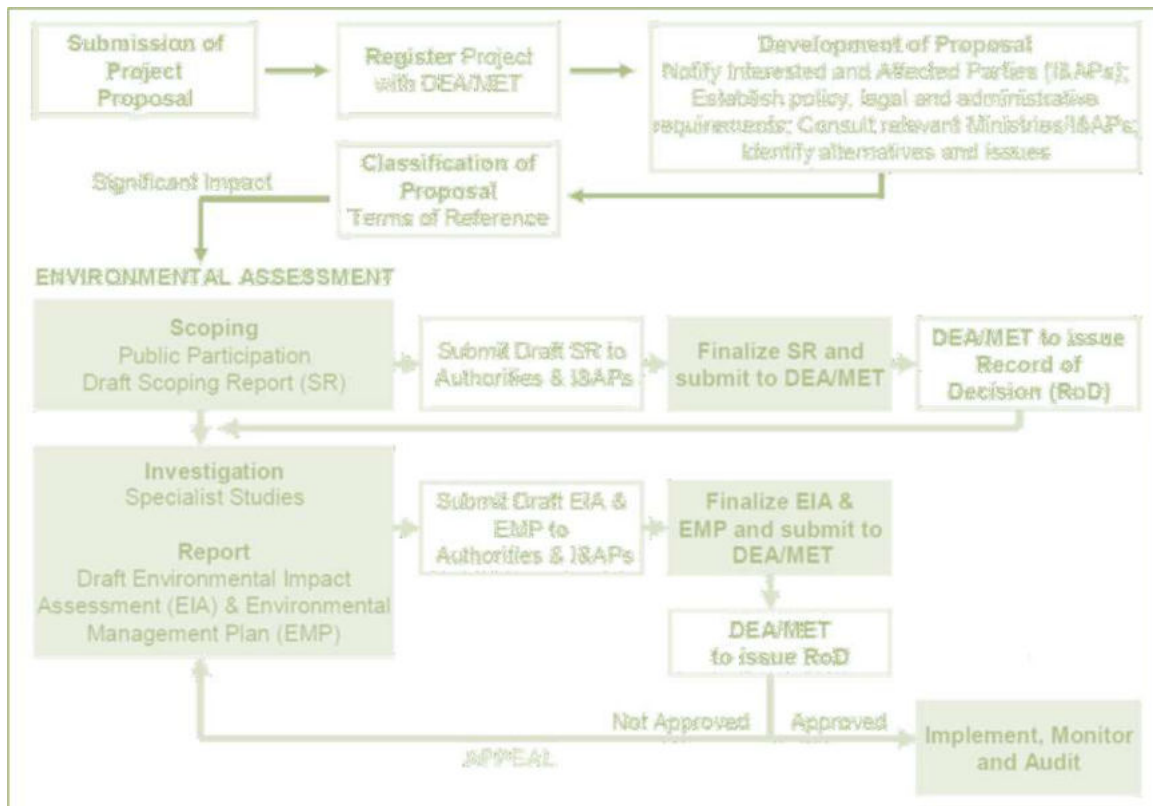 Submission of
Project
Proposal
Register Project
with DEA/MET
Development of Proposal
Notify Interested and Affected Parties (I&APs);
Establish policy, legal and administrative
requirements; Consult relevant Ministries/I&APs;
Identify alternatives and issues
Classification of
Proposal
Terms of Reference
Significant Impact
ENVIRONMENTAL ASSESSMENT
Scoping
Public Participation
Draft Scoping Report (SR)
Submit Draft SR to
Authorities & I&APs
Finalize SR and
submit to DEA/MET
DEA/MET to issue
Record of
Decision (RoD)
Investigation
Specialist Studies
Report
Draft Environmental Impact
Assessment (EIA) & Environmental
Management Plan (EMP)
Submit Draft EIA &
EMP to
Authorities & I&APs
Finalize EIA &
EMP and submit to
DEA/MET
DEA/MET
to issue RoD
Not Approved
Approved
APPEAL
Implement, Monitor
and Audit